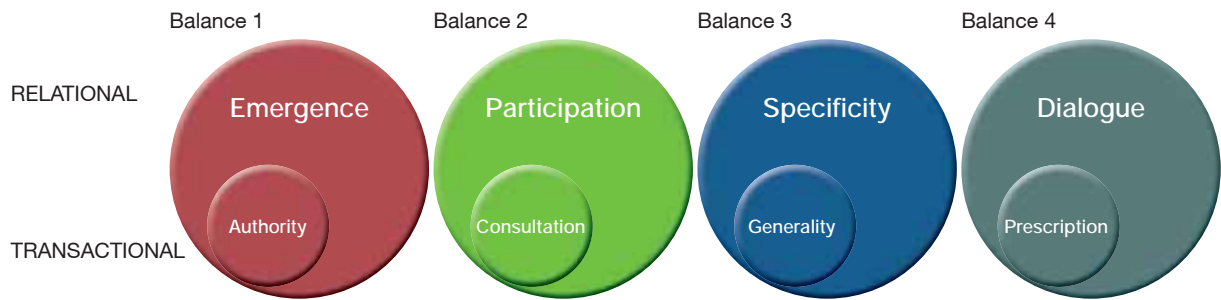 Balance 1 Balance 2 Balance 3 Balance 4
RELATIONAL
Emergence Participation Specificity Dialogue
Authority Consultation Generality Prescription
TRANSACTIONAL